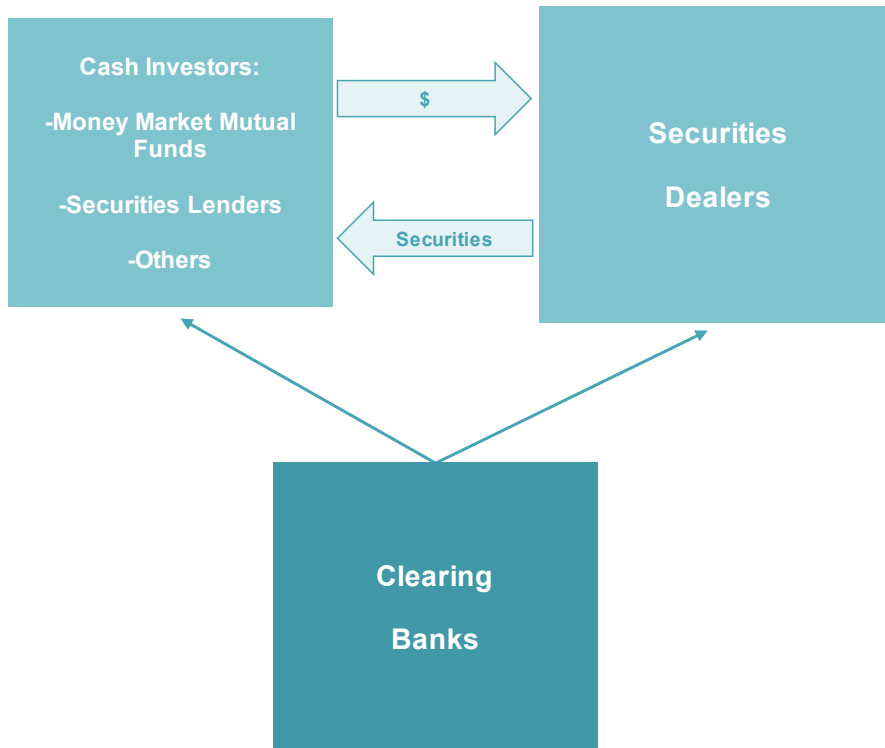 Cash Investors:
-Money Market Mutual
Funds
-Securities Lenders
-Others
$
Securities
Securities
Dealers
Clearing
Banks